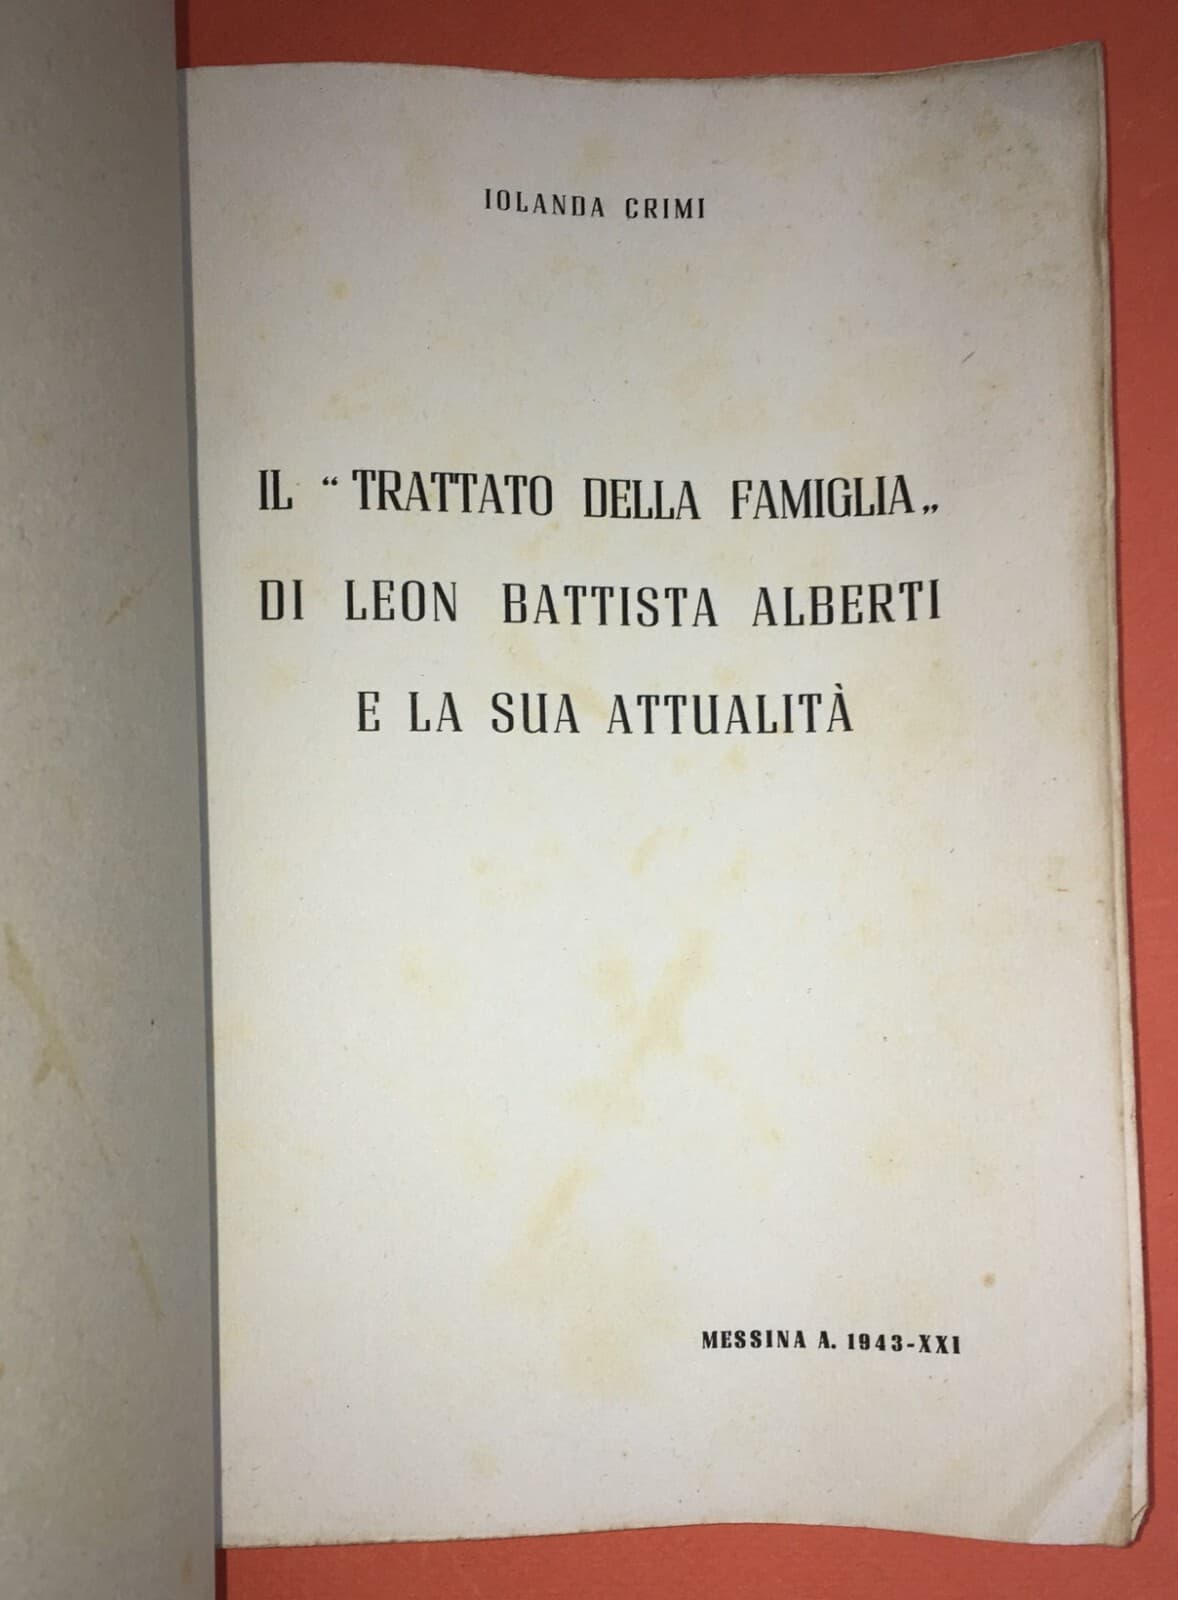 IOLANDA CRIMI
IL “ TRATTATO DELLA FAMIGLIA „
DI LEON BATTISTA ALBERTI
E LA SUA ATTUALITÀ
MESSINA A. 1943-XXI